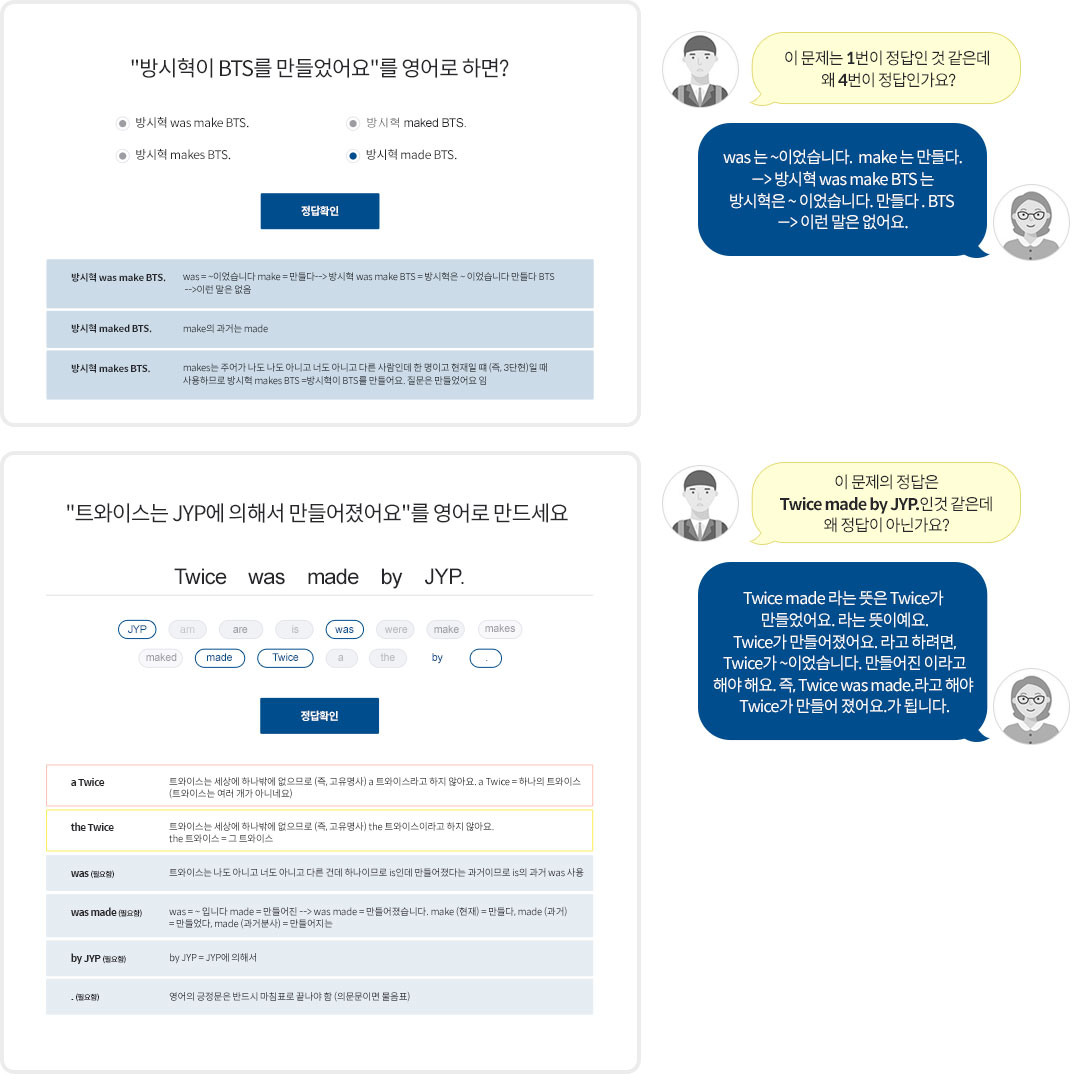 "방시혁이 BTS를 만들었어요"를 영어로 하면?
방시혁 was make BTS.
방시혁 maked BTS.
방시혁 makes BTS.
방시혁 made BTS.
정답확인
방시혁 was make BTS.
was = ~이었습니다 make = 만들다--> 방시혁 was make BTS = 방시혁은 ~ 이었습니다 만들다 BTS
-->이런 말은 없음
방시혁 maked BTS.
make의 과거는 made
방시혁 makes BTS.
makes는 주어가 나도 나도 아니고 너도 아니고 다른 사람인데 한 명이고 현재일 떄 (즉, 3단현)일 때
사용하므로 방시혁 makes BTS =방시혁이 BTS를 만들어요. 질문은 만들었어요 임
이 문제는 1번이 정답인 것 같은데
왜 4번이 정답인가요?
was 는 ~이었습니다. make 는 만들다.
—> 방시혁 was make BTS 는
방시혁은 ~ 이었습니다. 만들다 . BTS
—> 이런 말은 없어요.
"트와이스는 JYP에 의해서 만들어졌어요"를 영어로 만드세요
Twice was made by JYP.
JYP am are is was were make makes
maked made Twice a the by .
정답확인
a Twice
트와이스는 세상에 하나밖에 없으므로 (즉, 고유명사) a 트와이스라고 하지 않아요. a Twice = 하나의 트와이스
(트와이스는 여러 개가 아니네요)
the Twice
트와이스는 세상에 하나밖에 없으므로 (즉, 고유명사) the 트와이스이라고 하지 않아요.
the 트와이스 = 그 트와이스
was (필요함)
트와이스는 나도 아니고 너도 아니고 다른 건데 하나이므로 is인데 만들어졌다는 과거이므로 is의 과거 was 사용
was made (필요함)
was = ~ 입니다 made = 만들어진 --> was made = 만들어졌습니다. make (현재) = 만들다, made (과거)
= 만들었다, made (과거분사) = 만들어지는
by JYP (필요함)
by JYP = JYP에 의해서
. (필요함)
영어의 긍정문은 반드시 마침표로 끝나야 함 (의문문이면 물음표)
이 문제의 정답은
Twice made by JYP.인것 같은데
왜 정답이 아닌가요?
Twice made 라는 뜻은 Twice가
만들었어요. 라는 뜻이예요.
Twice가 만들어졌어요. 라고 하려면,
Twice가 ~이었습니다. 만들어진 이라고
해야 해요. 즉, Twice was made.라고 해야
Twice가 만들어 졌어요.가 됩니다.